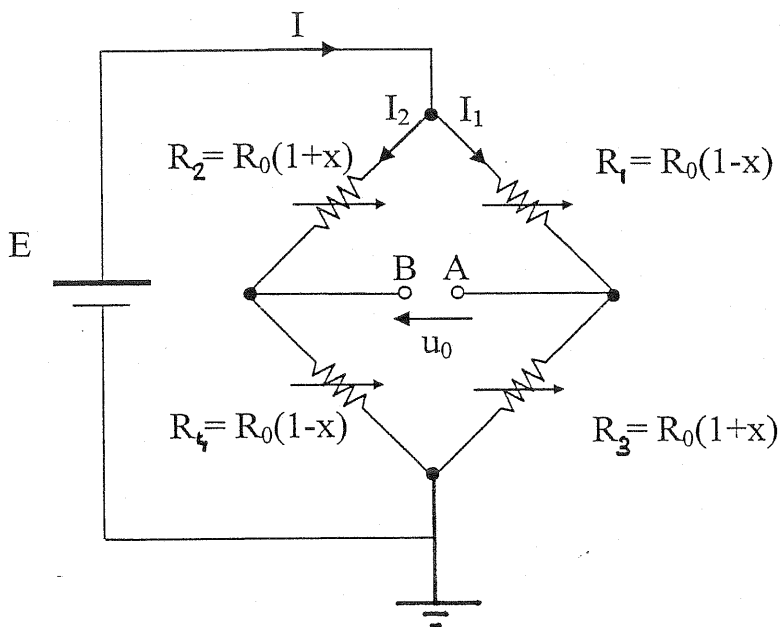 I
I₂ I₁
R₂= R₀(1+x)
R₁= R₀(1-x)
E
B A
u₀
R₄= R₀(1-x)
R₃= R₀(1+x)